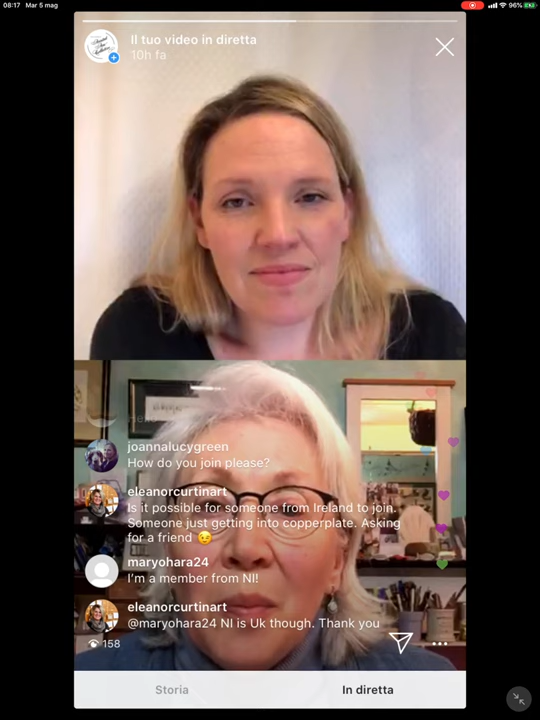 08:17 Mar 5 mag
96%
Il tuo video in diretta
10h fa
joannalucygreen
How do you join please?
eleanorcurtinart
Is it possible for someone from Ireland to join.
Someone just getting into copperplate. Asking
for a friend 😉
maryohara24
I'm a member from NI!
eleanorcurtinart
@maryohara24 NI is Uk though. Thank you
158
Storia
In diretta